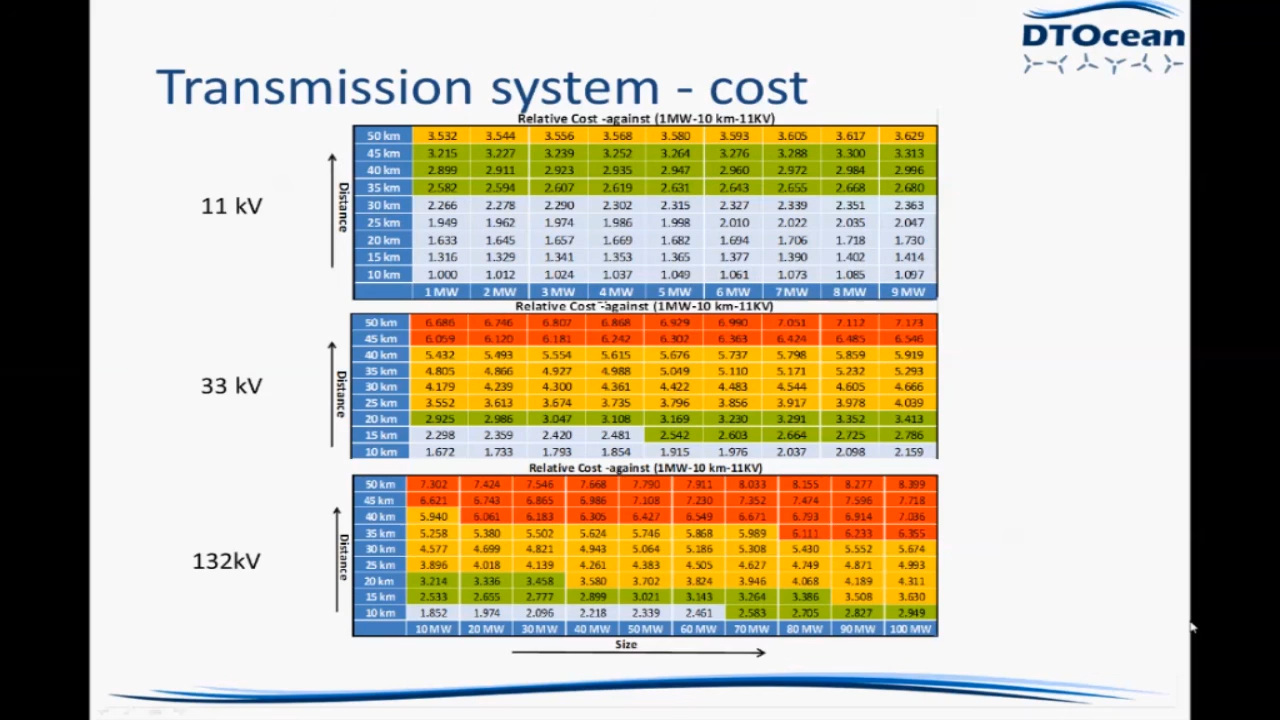 DTOcean
Transmission system - cost
Relative Cost -against (1MW-10 km-11KV)
50 km 3.532 3.544 3.556 3.568 3.580 3.593 3.605 3.617 3.629
45 km 3.215 3.227 3.239 3.252 3.264 3.276 3.288 3.300 3.313
40 km 2.899 2.911 2.923 2.935 2.947 2.960 2.972 2.984 2.996
35 km 2.582 2.594 2.607 2.619 2.631 2.643 2.655 2.668 2.680
11 kV
Distance
30 km 2.266 2.278 2.290 2.302 2.315 2.327 2.339 2.351 2.363
25 km 1.949 1.962 1.974 1.986 1.998 2.010 2.022 2.035 2.047
20 km 1.633 1.645 1.657 1.669 1.682 1.694 1.706 1.718 1.730
15 km 1.316 1.329 1.341 1.353 1.365 1.377 1.390 1.402 1.414
10 km 1.000 1.012 1.024 1.037 1.049 1.061 1.073 1.085 1.097
1 MW 2 MW 3 MW 4 MW 5 MW 6 MW 7 MW 8 MW 9 MW
Relative Cost -against (1MW-10 km-11KV)
50 km 6.686 6.746 6.807 6.868 6.929 6.990 7.051 7.112 7.173
45 km 6.059 6.120 6.181 6.242 6.302 6.363 6.424 6.485 6.546
40 km 5.432 5.493 5.554 5.615 5.676 5.737 5.798 5.859 5.919
35 km 4.805 4.866 4.927 4.988 5.049 5.110 5.171 5.232 5.293
33 kV
Distance
30 km 4.179 4.239 4.300 4.361 4.422 4.483 4.544 4.605 4.666
25 km 3.552 3.613 3.674 3.735 3.796 3.856 3.917 3.978 4.039
20 km 2.925 2.986 3.047 3.108 3.169 3.230 3.291 3.352 3.413
15 km 2.298 2.359 2.420 2.481 2.542 2.603 2.664 2.725 2.786
10 km 1.672 1.733 1.793 1.854 1.915 1.976 2.037 2.098 2.159
Relative Cost -against (1MW-10 km-11KV)
50 km 7.302 7.424 7.546 7.668 7.790 7.911 8.033 8.155 8.277 8.399
45 km 6.621 6.743 6.865 6.986 7.108 7.230 7.352 7.474 7.596 7.718
40 km 5.940 6.061 6.183 6.305 6.427 6.549 6.671 6.793 6.914 7.036
35 km 5.258 5.380 5.502 5.624 5.746 5.868 5.989 6.111 6.233 6.355
132kV
Distance
30 km 4.577 4.699 4.821 4.943 5.064 5.186 5.308 5.430 5.552 5.674
25 km 3.896 4.018 4.139 4.261 4.383 4.505 4.627 4.749 4.871 4.993
20 km 3.214 3.336 3.458 3.580 3.702 3.824 3.946 4.068 4.189 4.311
15 km 2.533 2.655 2.777 2.899 3.021 3.143 3.264 3.386 3.508 3.630
10 km 1.852 1.974 2.096 2.218 2.339 2.461 2.583 2.705 2.827 2.949
10 MW 20 MW 30 MW 40 MW 50 MW 60 MW 70 MW 80 MW 90 MW 100 MW
Size